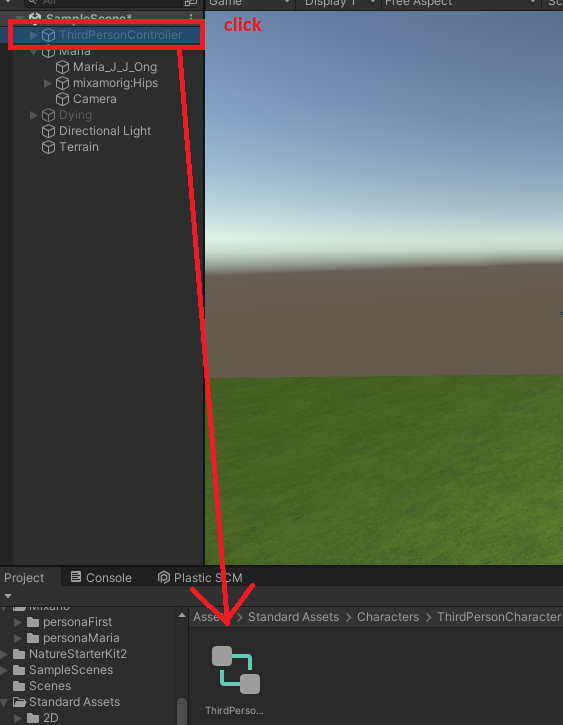 All
Game
Display 1
Free Aspect
Sc
SampleScene*
click
ThirdPersonController
Maria
Maria_J_J_Ong
mixamorig:Hips
Camera
Dying
Directional Light
Terrain
Project
Console
Plastic SCM
Assets > Standard Assets > Characters > ThirdPersonCharacter
Mixamo
personaFirst
personaMaria
NatureStarterKit2
SampleScenes
Scenes
Standard Assets
2D
ThirdPerso...